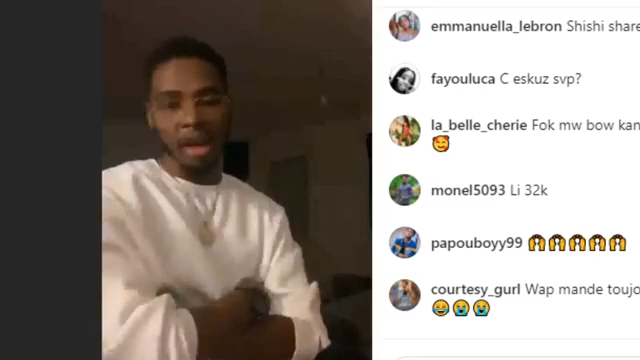 emmanuella_lebron Shishi share
fayouluca C eskuz svp?
la_belle_cherie Fok mw bow kan
🥰
monel5093 Li 32k
papouboyy99 🙌🙌🙌🙌🙌
courtesy_gurl Wap mande toujo
😂😭😭